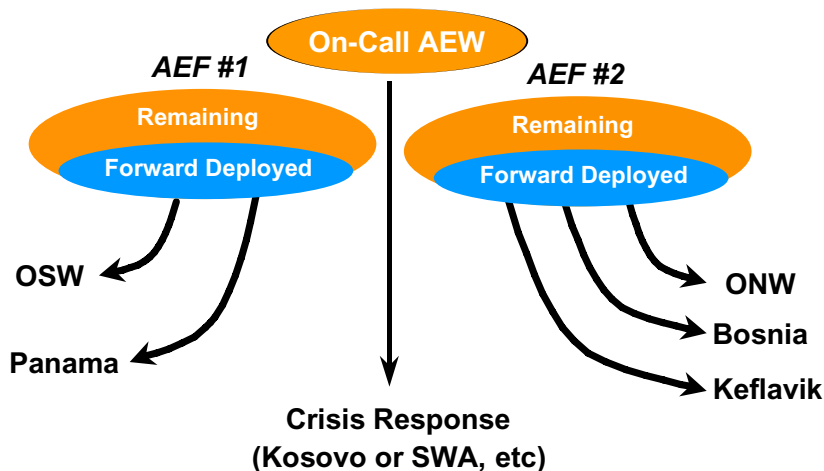 On-Call AEW
AEF #1
AEF #2
Remaining
Forward Deployed
Remaining
Forward Deployed
OSW
Panama
ONW
Bosnia
Keflavik
Crisis Response
(Kosovo or SWA, etc)